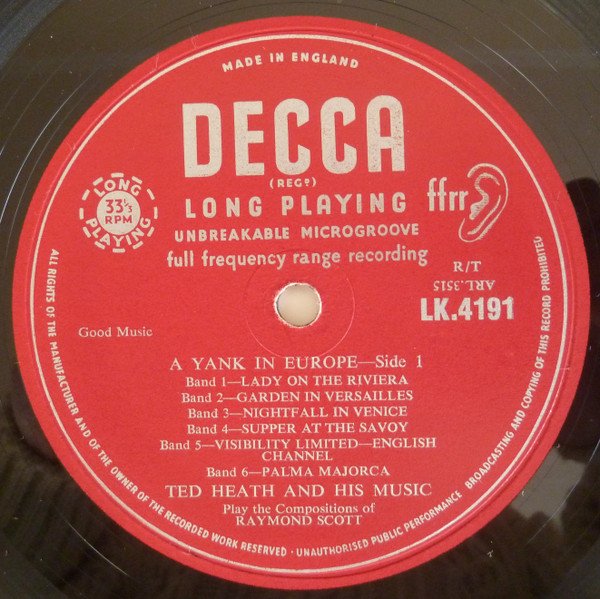 MADE IN ENGLAND
DECCA
(REGD)
LONG PLAYING
ffrr
UNBREAKABLE MICROGROOVE
full frequency range recording
LONG
33⅓
RPM
PLAYING
R/T
ARL.3515
LK.4191
Good Music
A YANK IN EUROPE—Side 1
Band 1—LADY ON THE RIVIERA
Band 2—GARDEN IN VERSAILLES
Band 3—NIGHTFALL IN VENICE
Band 4—SUPPER AT THE SAVOY
Band 5—VISIBILITY LIMITED—ENGLISH
CHANNEL
Band 6—PALMA MAJORCA
TED HEATH AND HIS MUSIC
Play the Compositions of
RAYMOND SCOTT
ALL RIGHTS OF THE MANUFACTURER AND OF THE OWNER OF THE RECORDED WORK RESERVED · UNAUTHORISED PUBLIC PERFORMANCE BROADCASTING AND COPYING OF THIS RECORD PROHIBITED